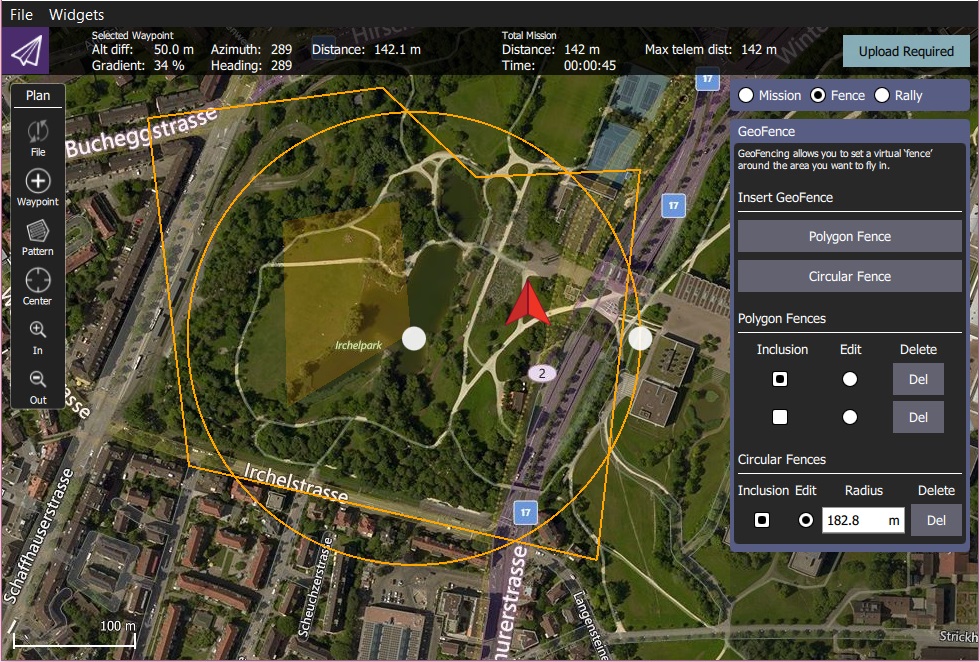 File Widgets
Selected Waypoint
Alt diff: 50.0 m Azimuth: 289 Distance: 142.1 m
Gradient: 34 % Heading: 289
Total Mission
Distance: 142 m Max telem dist: 142 m
Time: 00:00:45
Upload Required
Plan
File
Waypoint
Pattern
Center
In
Out
Mission Fence Rally
GeoFence
GeoFencing allows you to set a virtual 'fence'
around the area you want to fly in.
Insert GeoFence
Polygon Fence
Circular Fence
Polygon Fences
Inclusion Edit Delete
Del
Del
Circular Fences
Inclusion Edit Radius Delete
182.8 m Del
Bucheggstrasse
17
17
Irchelpark
2
Irchelstrasse
17
Schaffhauserstrasse
Scheuchzerstrasse
urerstrasse
Langensteine
Strickh
100 m